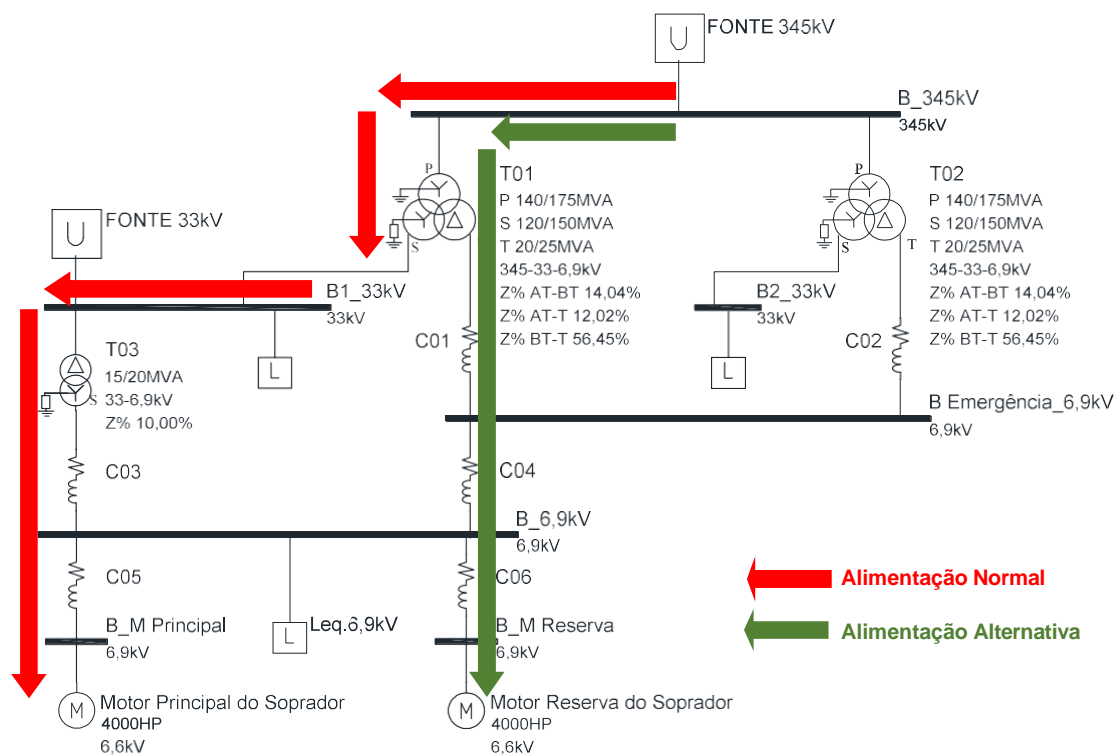 FONTE 345kV
U
B_345kV
345kV
P
T01
P 140/175MVA
S 120/150MVA
T 20/25MVA
345-33-6,9kV
Z% AT-BT 14,04%
Z% AT-T 12,02%
Z% BT-T 56,45%
S
P
T02
P 140/175MVA
S 120/150MVA
T 20/25MVA
345-33-6,9kV
Z% AT-BT 14,04%
Z% AT-T 12,02%
Z% BT-T 56,45%
S
T
FONTE 33kV
U
B1_33kV
33kV
L
B2_33kV
33kV
L
T03
15/20MVA
33-6,9kV
Z% 10,00%
S
C01
C02
B Emergência_6,9kV
6,9kV
C03
C04
B_6,9kV
6,9kV
C05
C06
L
Leq.6,9kV
B_M Principal
6,9kV
B_M Reserva
6,9kV
M
Motor Principal do Soprador
4000HP
6,6kV
M
Motor Reserva do Soprador
4000HP
6,6kV
Alimentação Normal
Alimentação Alternativa